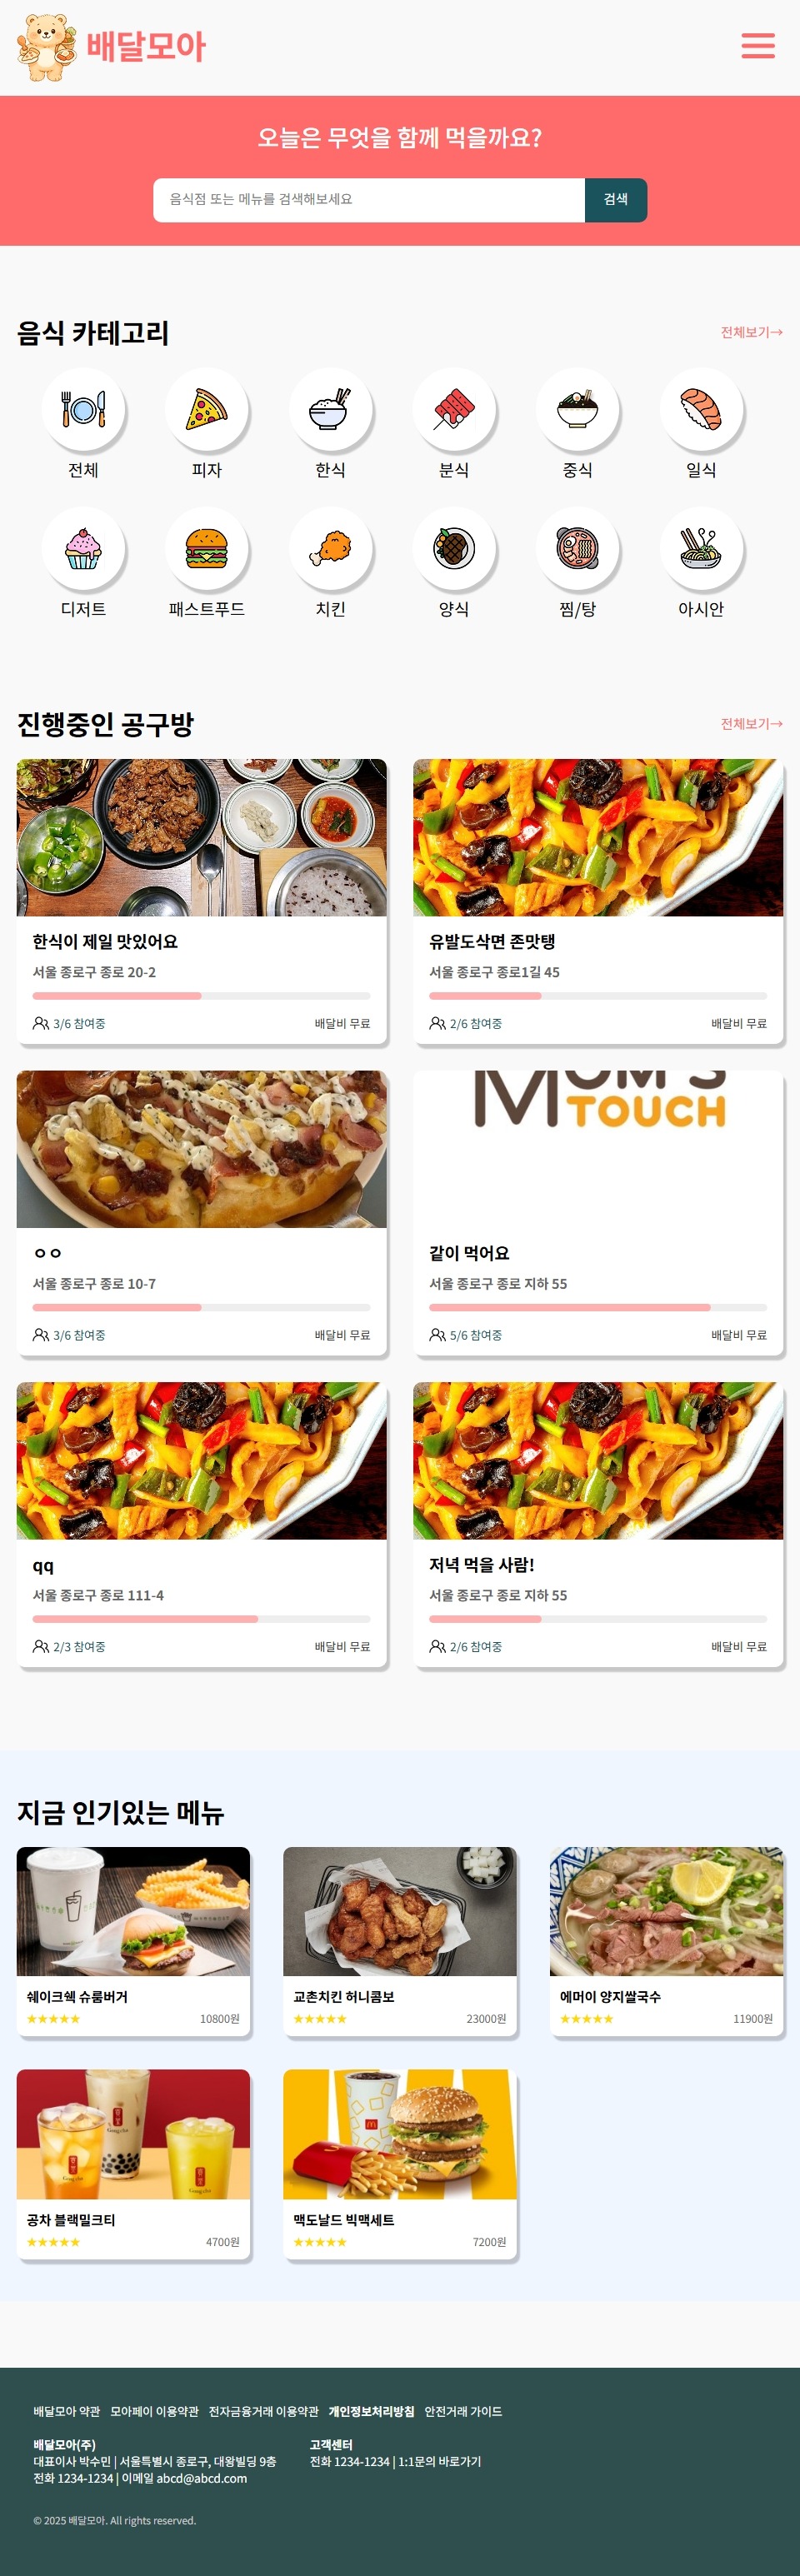 배달모아
오늘은 무엇을 함께 먹을까요?
음식점 또는 메뉴를 검색해보세요
검색
음식 카테고리
전체보기→
전체
피자
한식
분식
중식
일식
디저트
패스트푸드
치킨
양식
찜/탕
아시안
진행중인 공구방
전체보기→
한식이 제일 맛있어요
서울 종로구 종로 20-2
3/6 참여중
배달비 무료
유발도삭면 존맛탱
서울 종로구 종로1길 45
2/6 참여중
배달비 무료
ㅇㅇ
서울 종로구 종로 10-7
3/6 참여중
배달비 무료
MOM'S
TOUCH
같이 먹어요
서울 종로구 종로 지하 55
5/6 참여중
배달비 무료
qq
서울 종로구 종로 111-4
2/3 참여중
배달비 무료
저녁 먹을 사람!
서울 종로구 종로 지하 55
2/6 참여중
배달비 무료
지금 인기있는 메뉴
쉐이크쉑 슈룸버거
★★★★★ 10800원
교촌치킨 허니콤보
★★★★★ 23000원
에머이 양지쌀국수
★★★★★ 11900원
공차 블랙밀크티
★★★★★ 4700원
맥도날드 빅맥세트
★★★★★ 7200원
배달모아 약관 모아페이 이용약관 전자금융거래 이용약관 개인정보처리방침 안전거래 가이드
배달모아(주)
대표이사 박수민 | 서울특별시 종로구, 대왕빌딩 9층
전화 1234-1234 | 이메일 abcd@abcd.com
고객센터
전화 1234-1234 | 1:1문의 바로가기
© 2025 배달모아. All rights reserved.